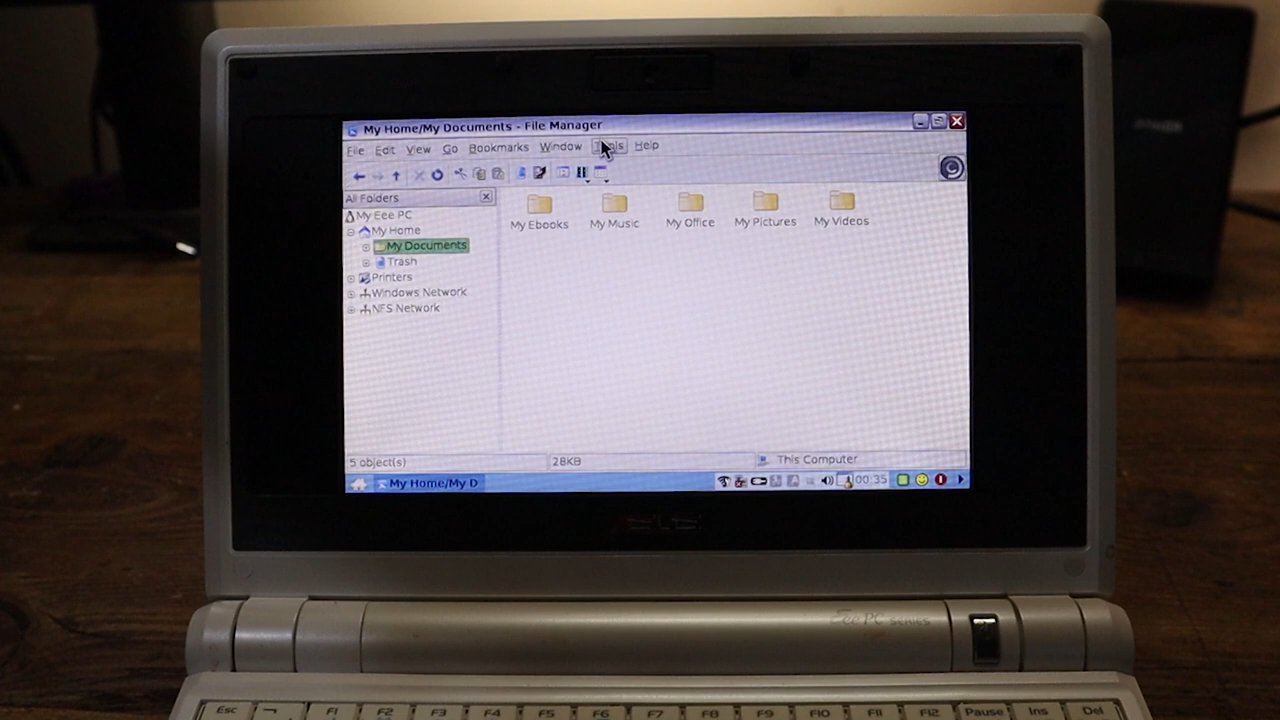 My Home/My Documents - File Manager
File Edit View Go Bookmarks Window Help
All Folders
My Eee PC
My Home
My Documents
Trash
Printers
Windows Network
NFS Network
My Ebooks My Music My Office My Pictures My Videos
5 object(s) 28KB This Computer
My Home/My D 00:35
Eee PC SERIES
Esc F1 F2 F3 F4 F5 F6 F7 F8 F9 F10 F11 F12 Pause Ins Del